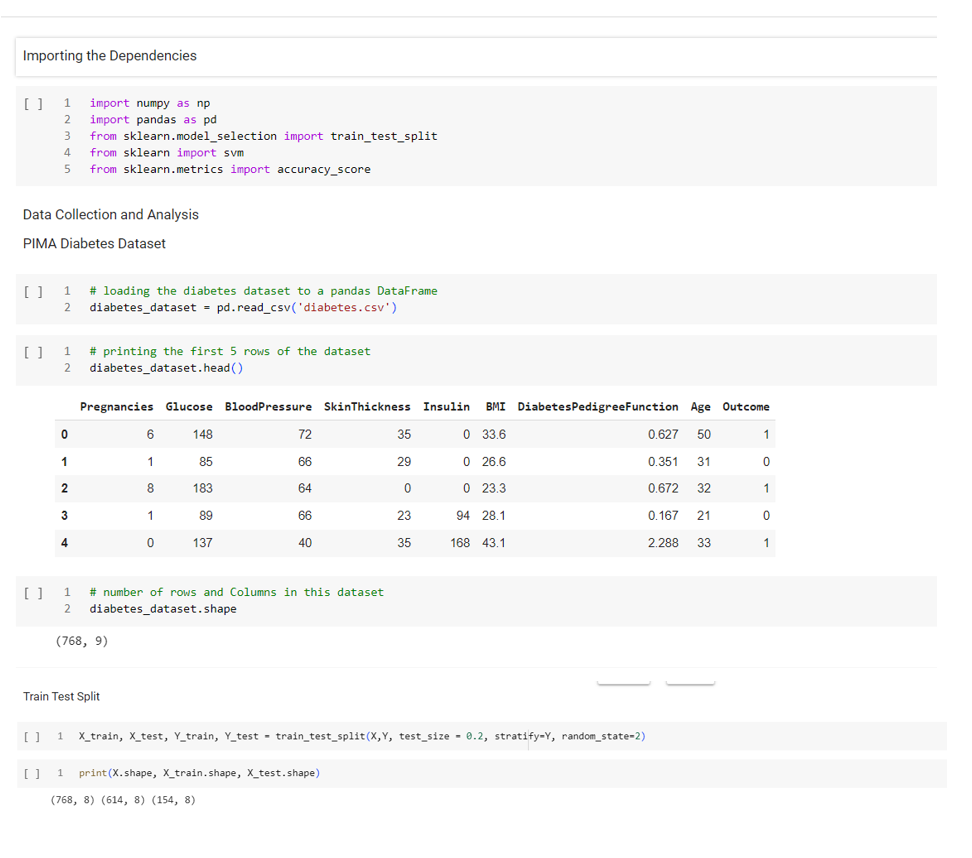 Importing the Dependencies
[ ] 1 import numpy as np
2 import pandas as pd
3 from sklearn.model_selection import train_test_split
4 from sklearn import svm
5 from sklearn.metrics import accuracy_score
Data Collection and Analysis
PIMA Diabetes Dataset
[ ] 1 # loading the diabetes dataset to a pandas DataFrame
2 diabetes_dataset = pd.read_csv('diabetes.csv')
[ ] 1 # printing the first 5 rows of the dataset
2 diabetes_dataset.head()
Pregnancies Glucose BloodPressure SkinThickness Insulin BMI DiabetesPedigreeFunction Age Outcome
0 6 148 72 35 0 33.6 0.627 50 1
1 1 85 66 29 0 26.6 0.351 31 0
2 8 183 64 0 0 23.3 0.672 32 1
3 1 89 66 23 94 28.1 0.167 21 0
4 0 137 40 35 168 43.1 2.288 33 1
[ ] 1 # number of rows and Columns in this dataset
2 diabetes_dataset.shape
(768, 9)
Train Test Split
[ ] 1 X_train, X_test, Y_train, Y_test = train_test_split(X,Y, test_size = 0.2, stratify=Y, random_state=2)
[ ] 1 print(X.shape, X_train.shape, X_test.shape)
(768, 8) (614, 8) (154, 8)